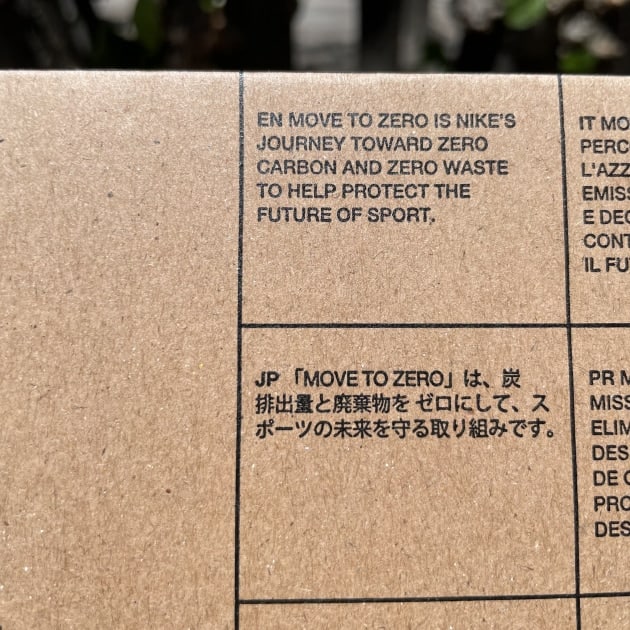 EN MOVE TO ZERO IS NIKE'S
JOURNEY TOWARD ZERO
CARBON AND ZERO WASTE
TO HELP PROTECT THE
FUTURE OF SPORT.
IT MO
PERC
L'AZZ
EMISS
E DEC
CONT
IL FU
JP 「MOVE TO ZERO」は、炭
排出量と廃棄物を ゼロにして、ス
ポーツの未来を守る取り組みです。
PR M
MISS
ELIM
DES
DE
PRO
DES